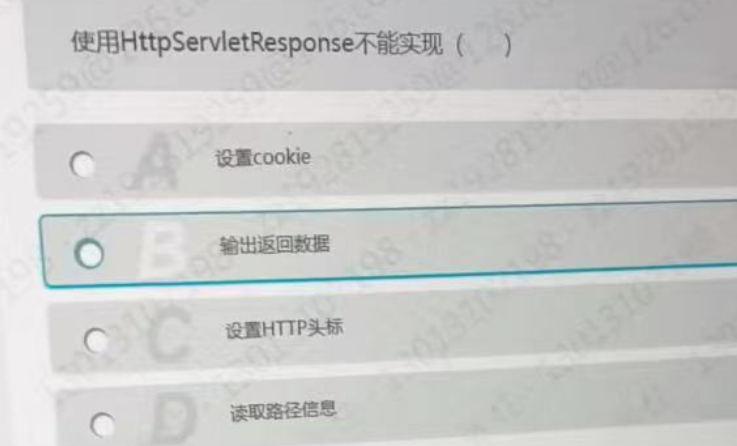 使用HttpServletResponse不能实现（ ）
A 设置cookie
B 输出返回数据
C 设置HTTP头标
D 读取路径信息